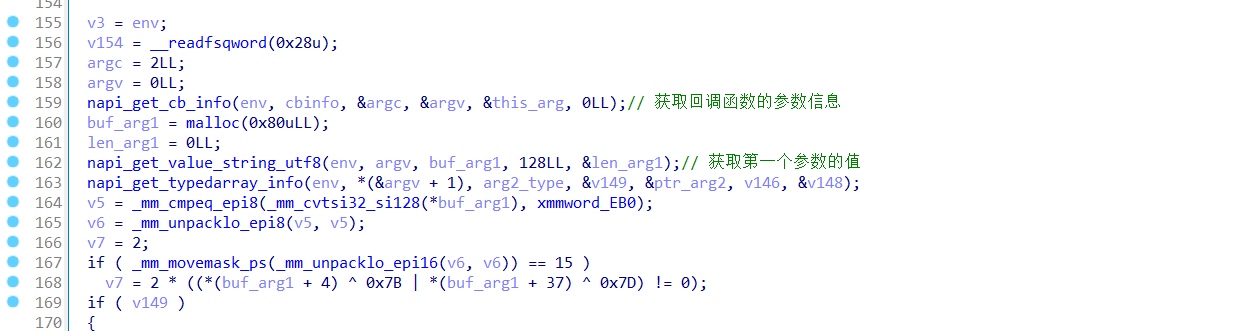 154
155 v3 = env;
156 v154 = __readfsqword(0x28u);
157 argc = 2LL;
158 argv = 0LL;
159 napi_get_cb_info(env, cbinfo, &argc, &argv, &this_arg, 0LL);// 获取回调函数的参数信息
160 buf_arg1 = malloc(0x80uLL);
161 len_arg1 = 0LL;
162 napi_get_value_string_utf8(env, argv, buf_arg1, 128LL, &len_arg1);// 获取第一个参数的值
163 napi_get_typedarray_info(env, *(&argv + 1), arg2_type, &v149, &ptr_arg2, v146, &v148);
164 v5 = _mm_cmpeq_epi8(_mm_cvtsi32_si128(*buf_arg1), xmmword_EB0);
165 v6 = _mm_unpacklo_epi8(v5, v5);
166 v7 = 2;
167 if ( _mm_movemask_ps(_mm_unpacklo_epi16(v6, v6)) == 15 )
168 v7 = 2 * ((*(buf_arg1 + 4) ^ 0x7B | *(buf_arg1 + 37) ^ 0x7D) != 0);
169 if ( v149 )
170 {